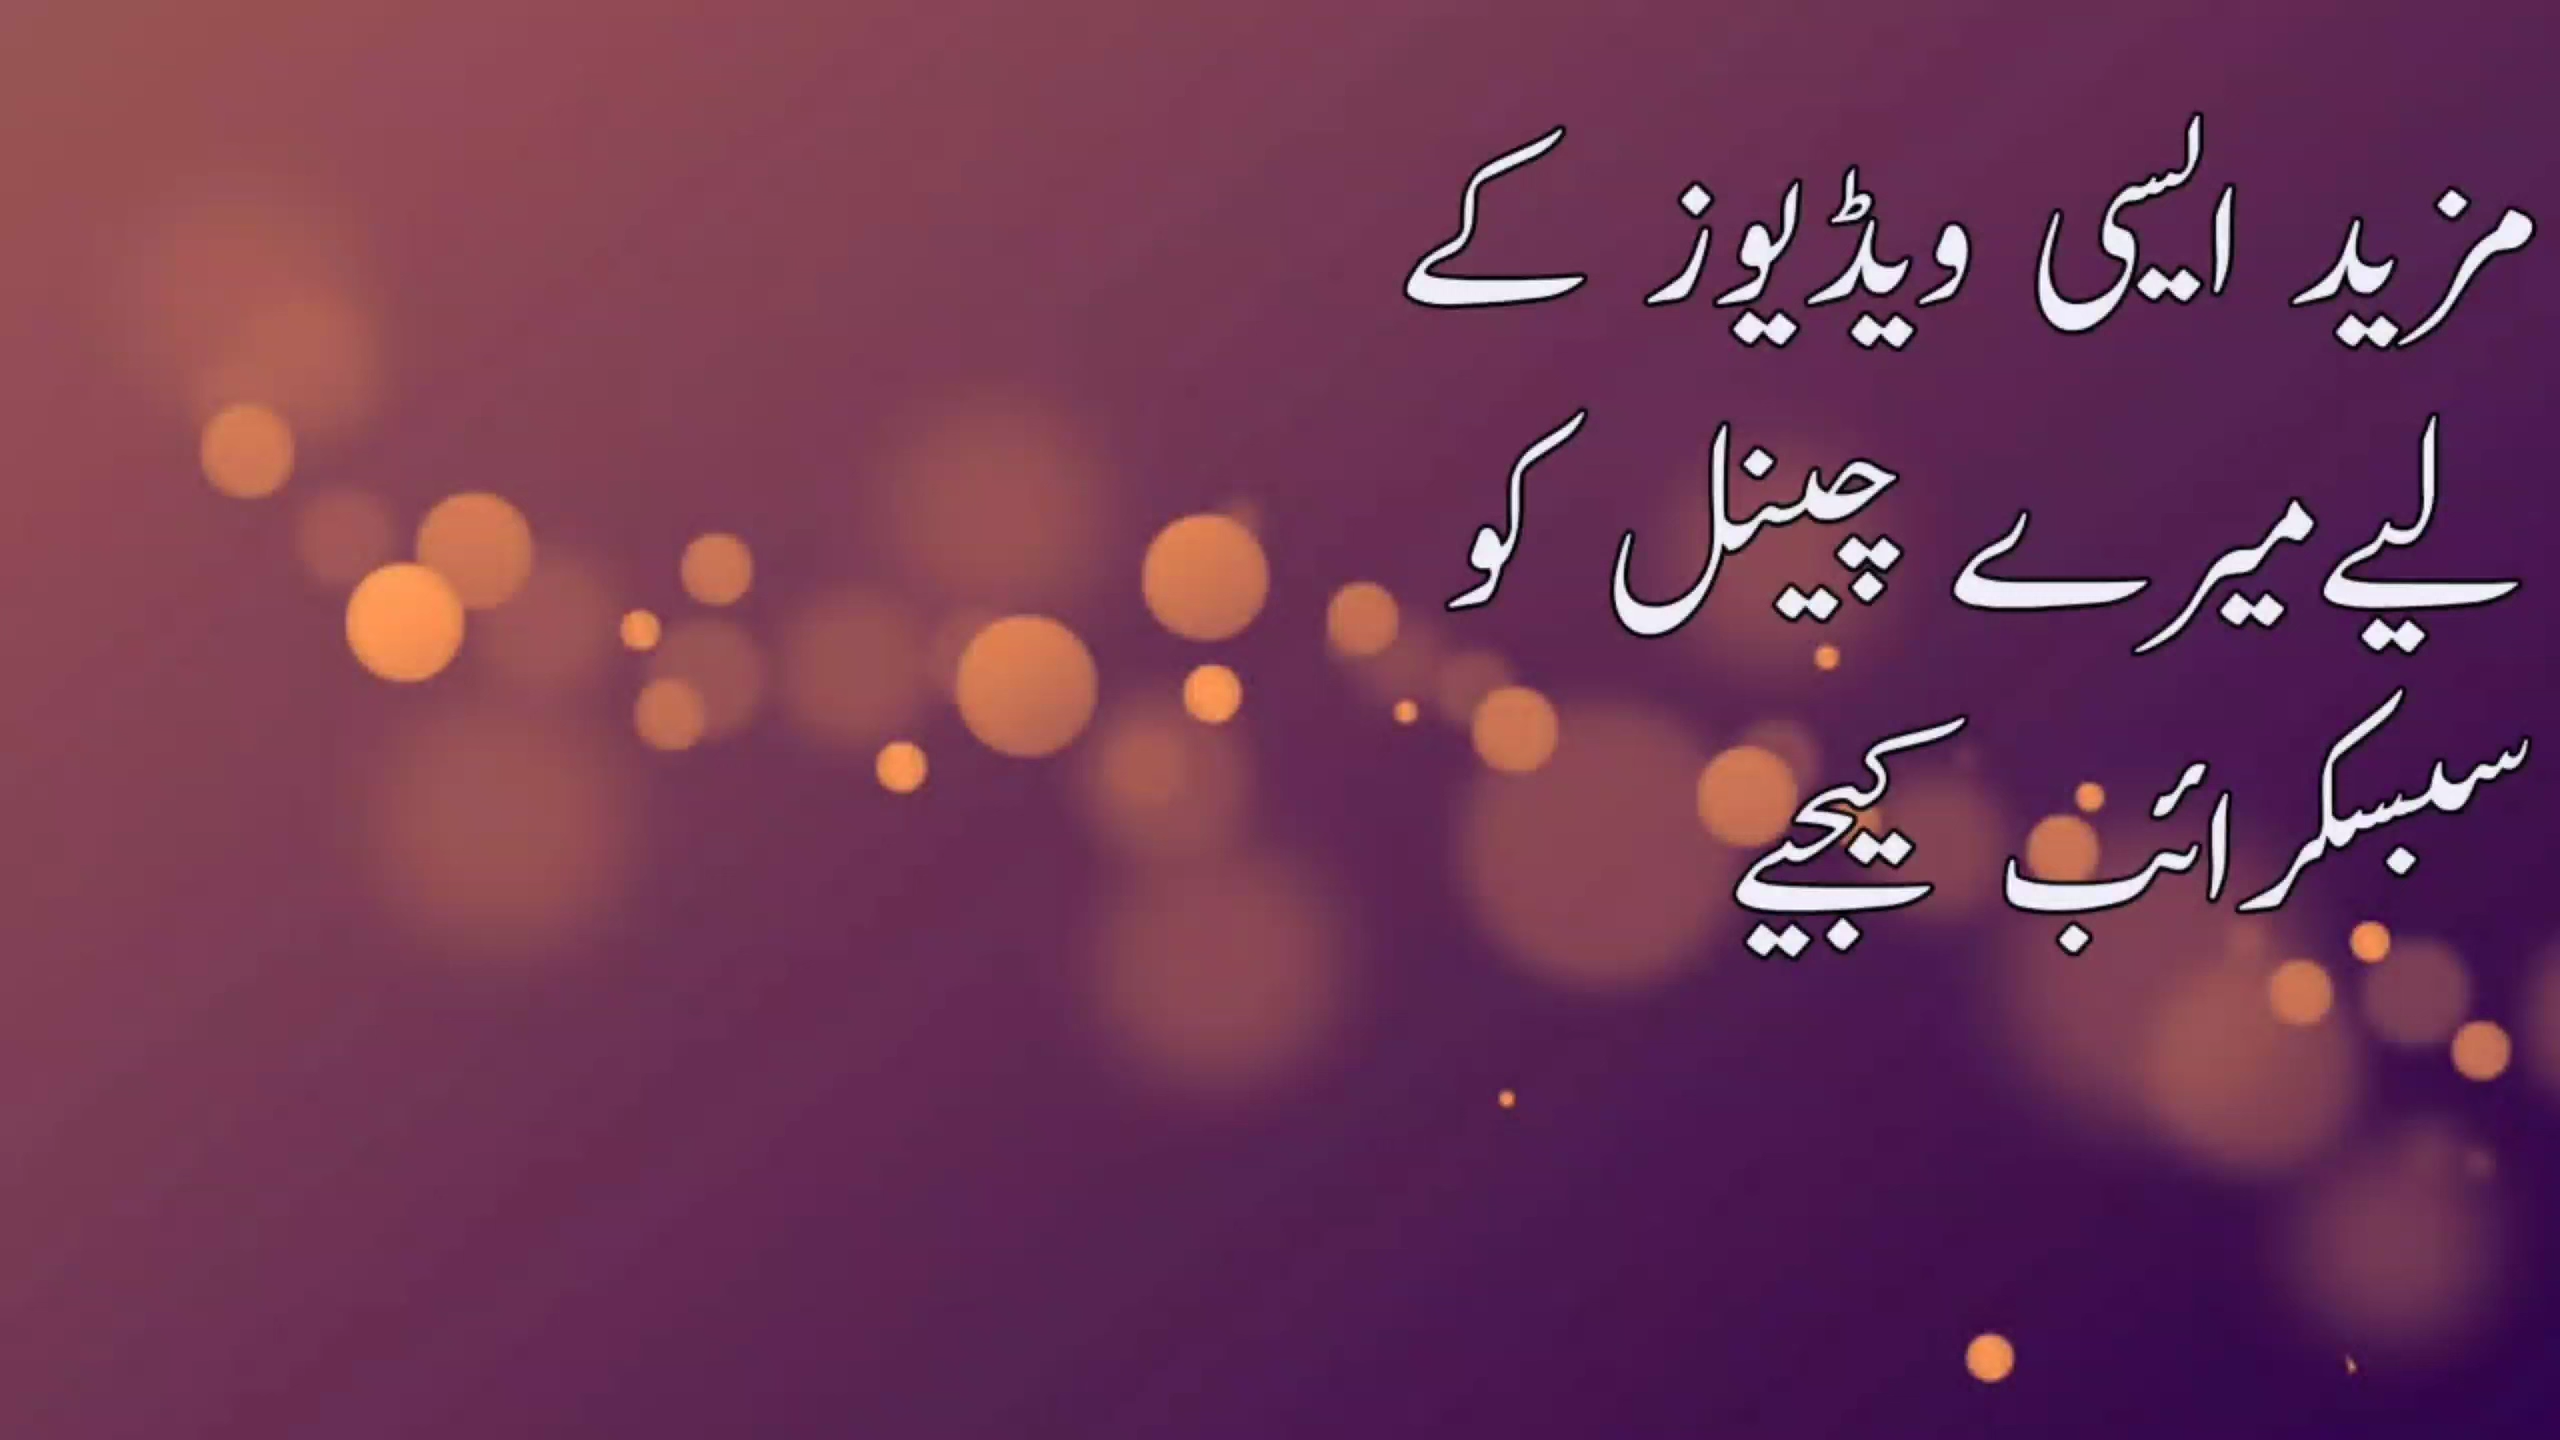 مزید ایسی ویڈیوز کے
لیے میرے چینل کو
سبسکرائب کیجیے